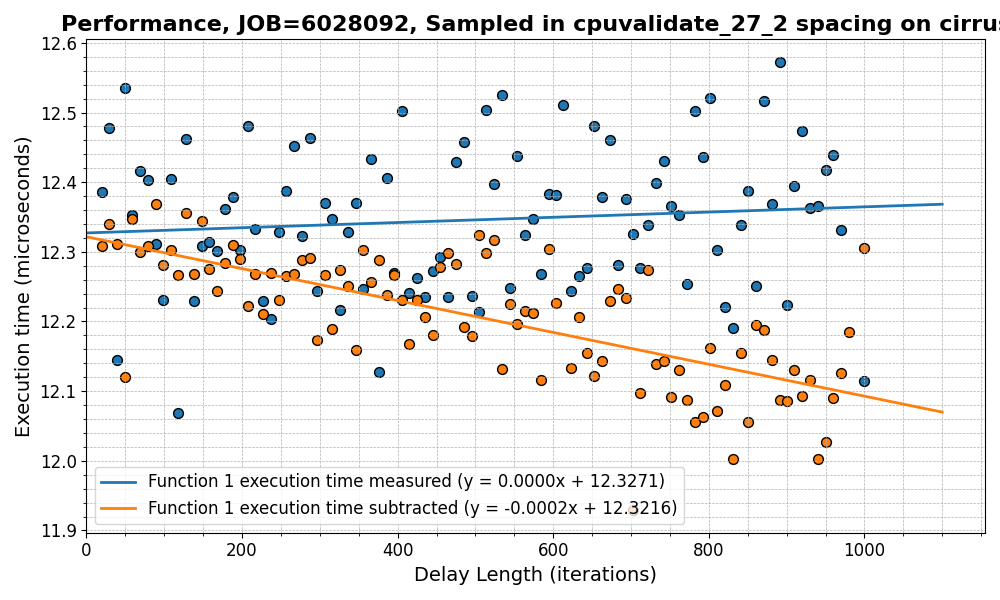 Performance, JOB=6028092, Sampled in cpuvalidate_27_2 spacing on cirrus
12.6
12.5
12.4
12.3
12.2
12.1
12.0
11.9
Execution time (microseconds)
Function 1 execution time measured (y = 0.0000x + 12.3271)
Function 1 execution time subtracted (y = -0.0002x + 12.3216)
0 200 400 600 800 1000
Delay Length (iterations)